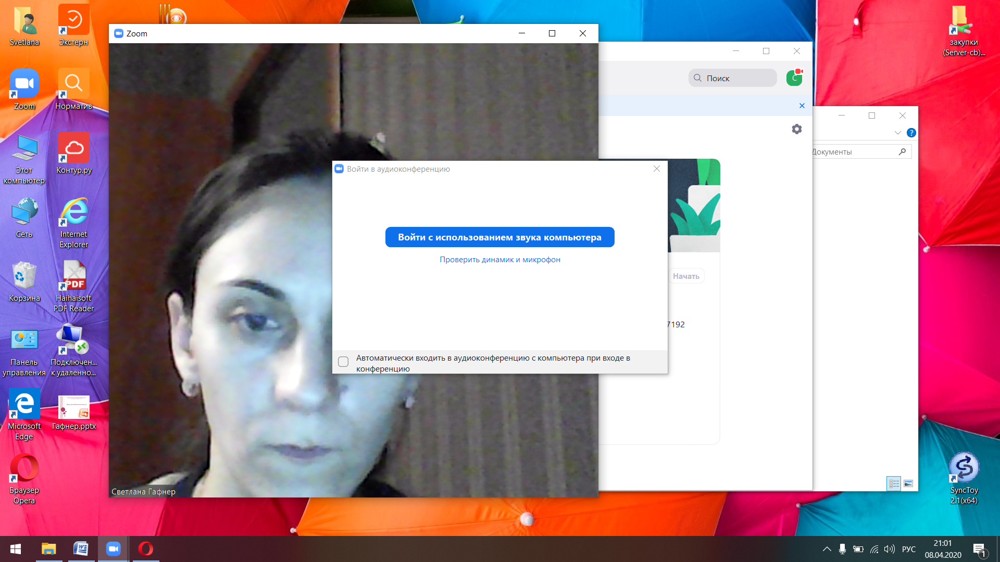 Svetlana
Экстерн
Zoom
Норматив
Этот
компьютер
Контур.ру
Сеть
Internet
Explorer
Корзина
PDF
Haihaisoft
PDF Reader
Панель
управления
Подключен...
к удаленно...
Microsoft
Edge
Гафнер.pptx
Браузер
Opera
Zoom
Светлана Гафнер
Войти в аудиоконференцию
Войти с использованием звука компьютера
Проверить динамик и микрофон
Автоматически входить в аудиоконференцию с компьютера при входе в
конференцию
Поиск
С
Начать
7192
Документы
закупки
(Server-cb)...
SyncToy
2.1(x64)
РУС
21:01
08.04.2020
1